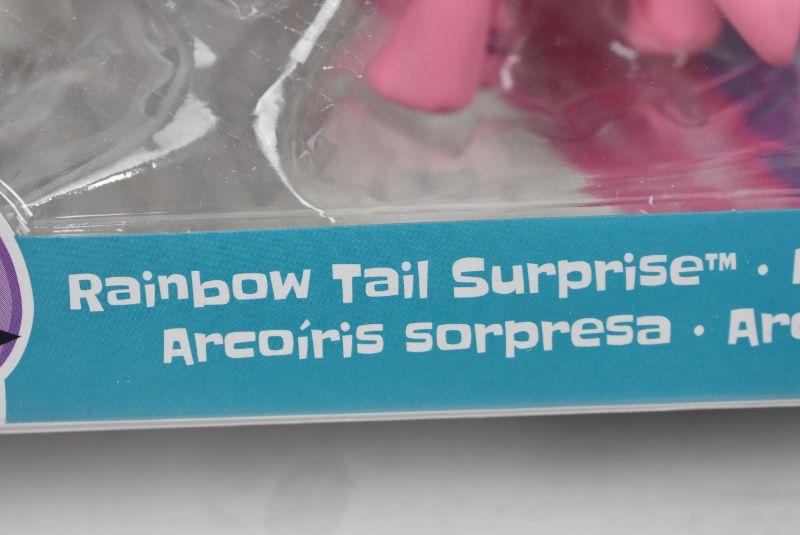 Rainbow Tail Surprise™ •
Arcoíris sorpresa •